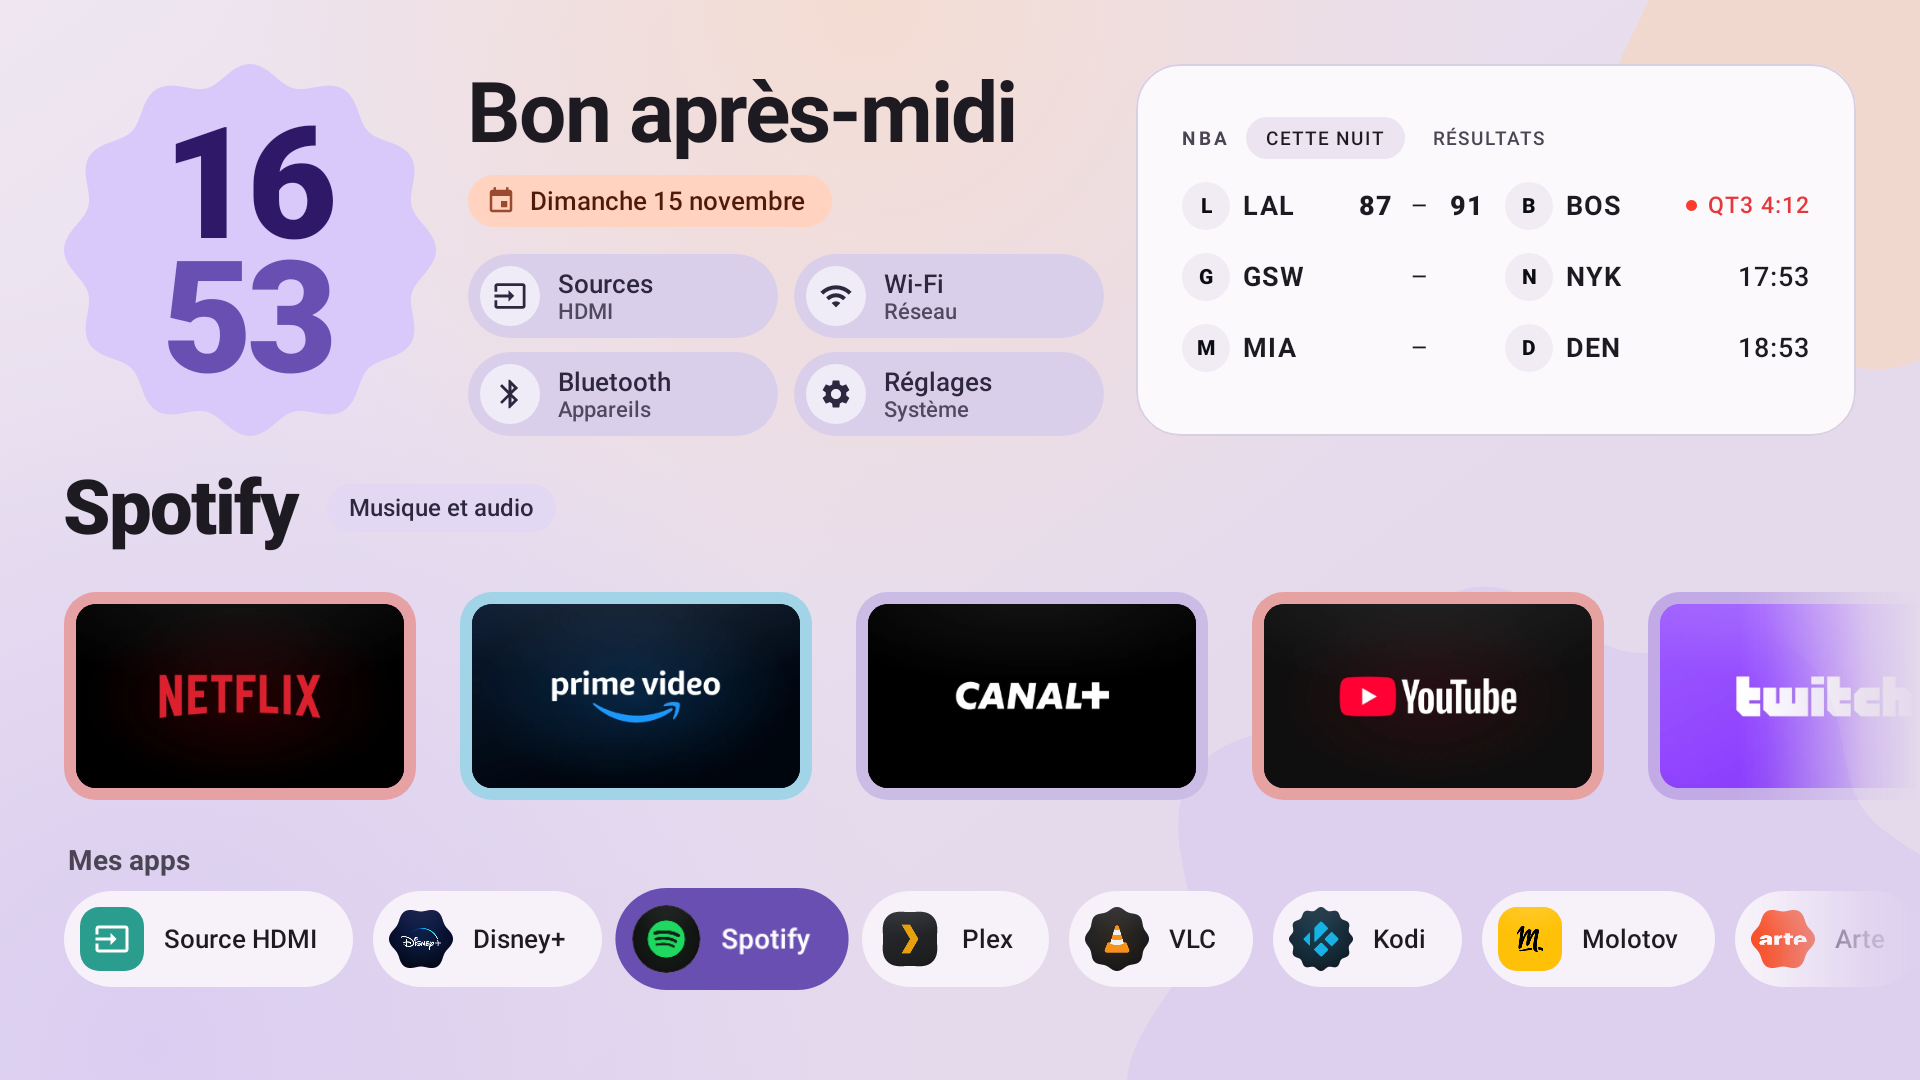 16
53
Bon après-midi
Dimanche 15 novembre
Sources
HDMI
Wi-Fi
Réseau
Bluetooth
Appareils
Réglages
Système
NBA CETTE NUIT RÉSULTATS
L LAL 87 – 91 B BOS QT3 4:12
G GSW – N NYK 17:53
M MIA – D DEN 18:53
Spotify Musique et audio
NETFLIX
prime video
CANAL+
YouTube
twitch
Mes apps
Source HDMI
Disney+ Disney+
Spotify
Plex
VLC
Kodi
M. Molotov
arte Arte